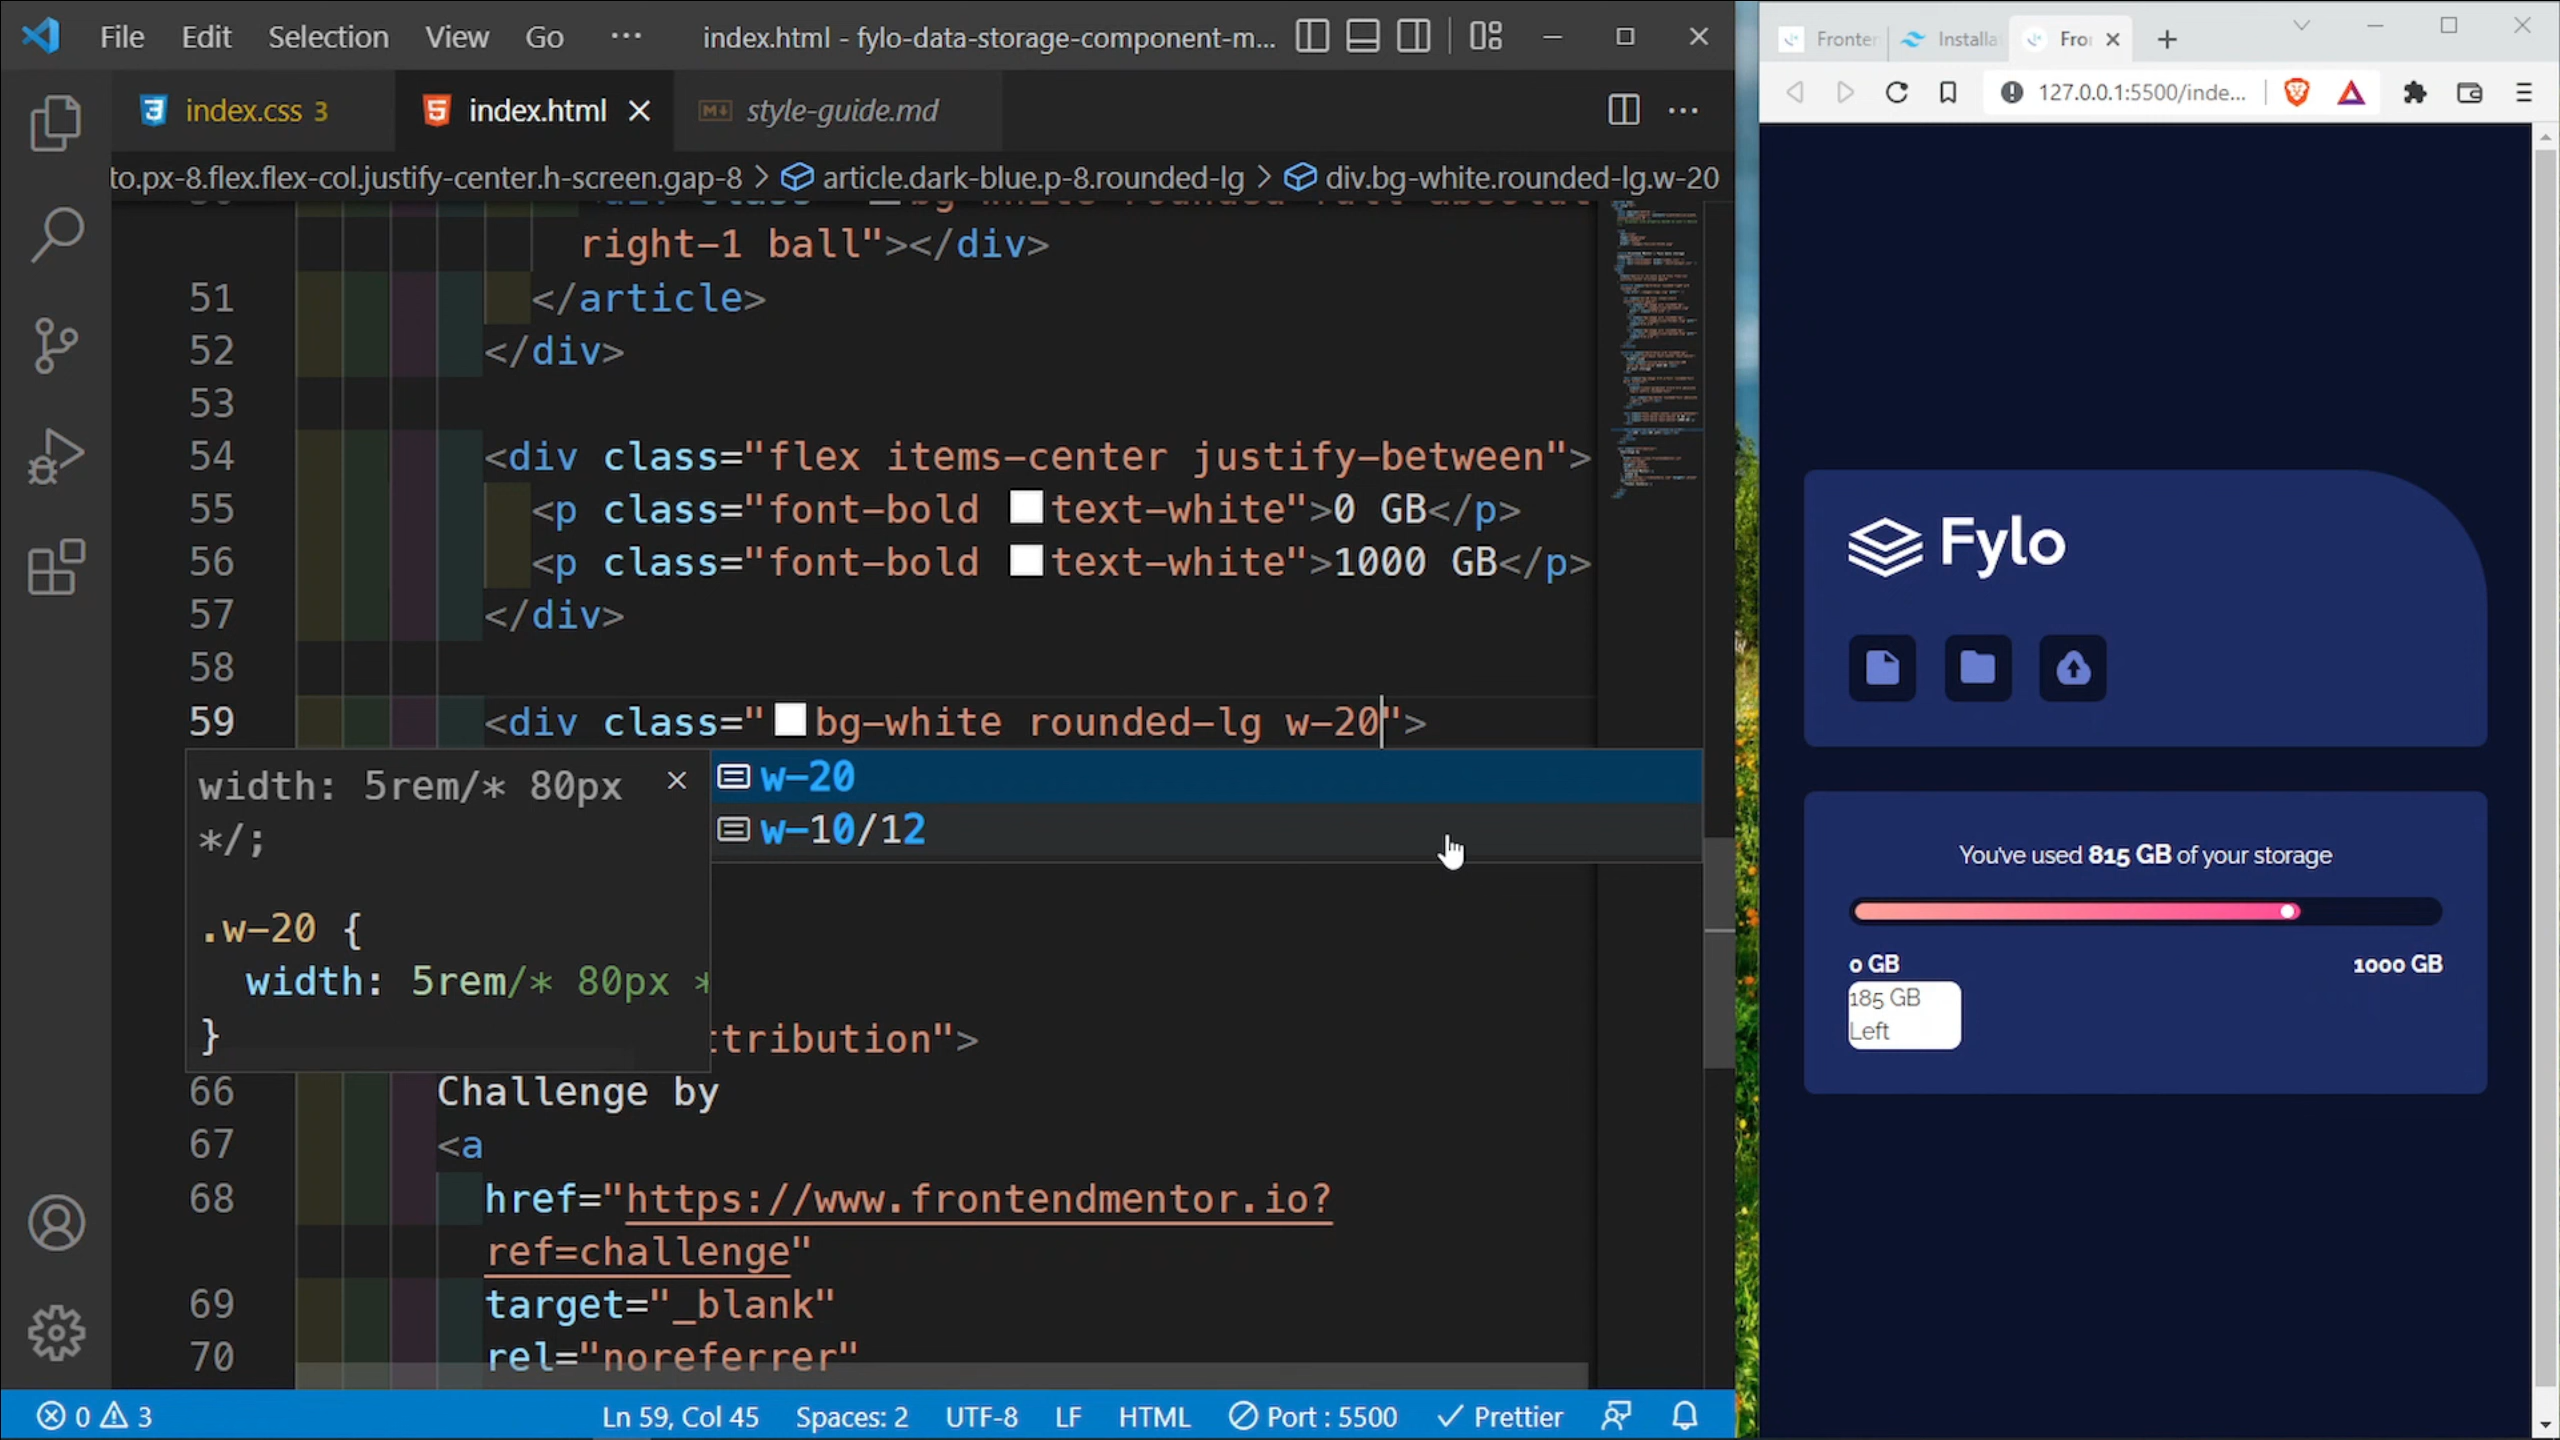 File Edit Selection View Go ··· index.html - fylo-data-storage-component-m...
index.css 3 index.html style-guide.md
to.px-8.flex.flex-col.justify-center.h-screen.gap-8 > article.dark-blue.p-8.rounded-lg > div.bg-white.rounded-lg.w-20
right-1 ball"></div>
51 </article>
52 </div>
53
54 <div class="flex items-center justify-between">
55 <p class="font-bold text-white">0 GB</p>
56 <p class="font-bold text-white">1000 GB</p>
57 </div>
58
59 <div class="bg-white rounded-lg w-20">
width: 5rem/* 80px
*/;
.w-20 {
width: 5rem/* 80px *
}
w-20
w-10/12
ttribution">
66 Challenge by
67 <a
68 href="https://www.frontendmentor.io?
ref=challenge"
69 target="_blank"
70 rel="noreferrer"
0 3 Ln 59, Col 45 Spaces: 2 UTF-8 LF HTML Port : 5500 Prettier
Fronten Installa Fro
127.0.0.1:5500/inde...
Fylo
You've used 815 GB of your storage
0 GB 1000 GB
185 GB
Left